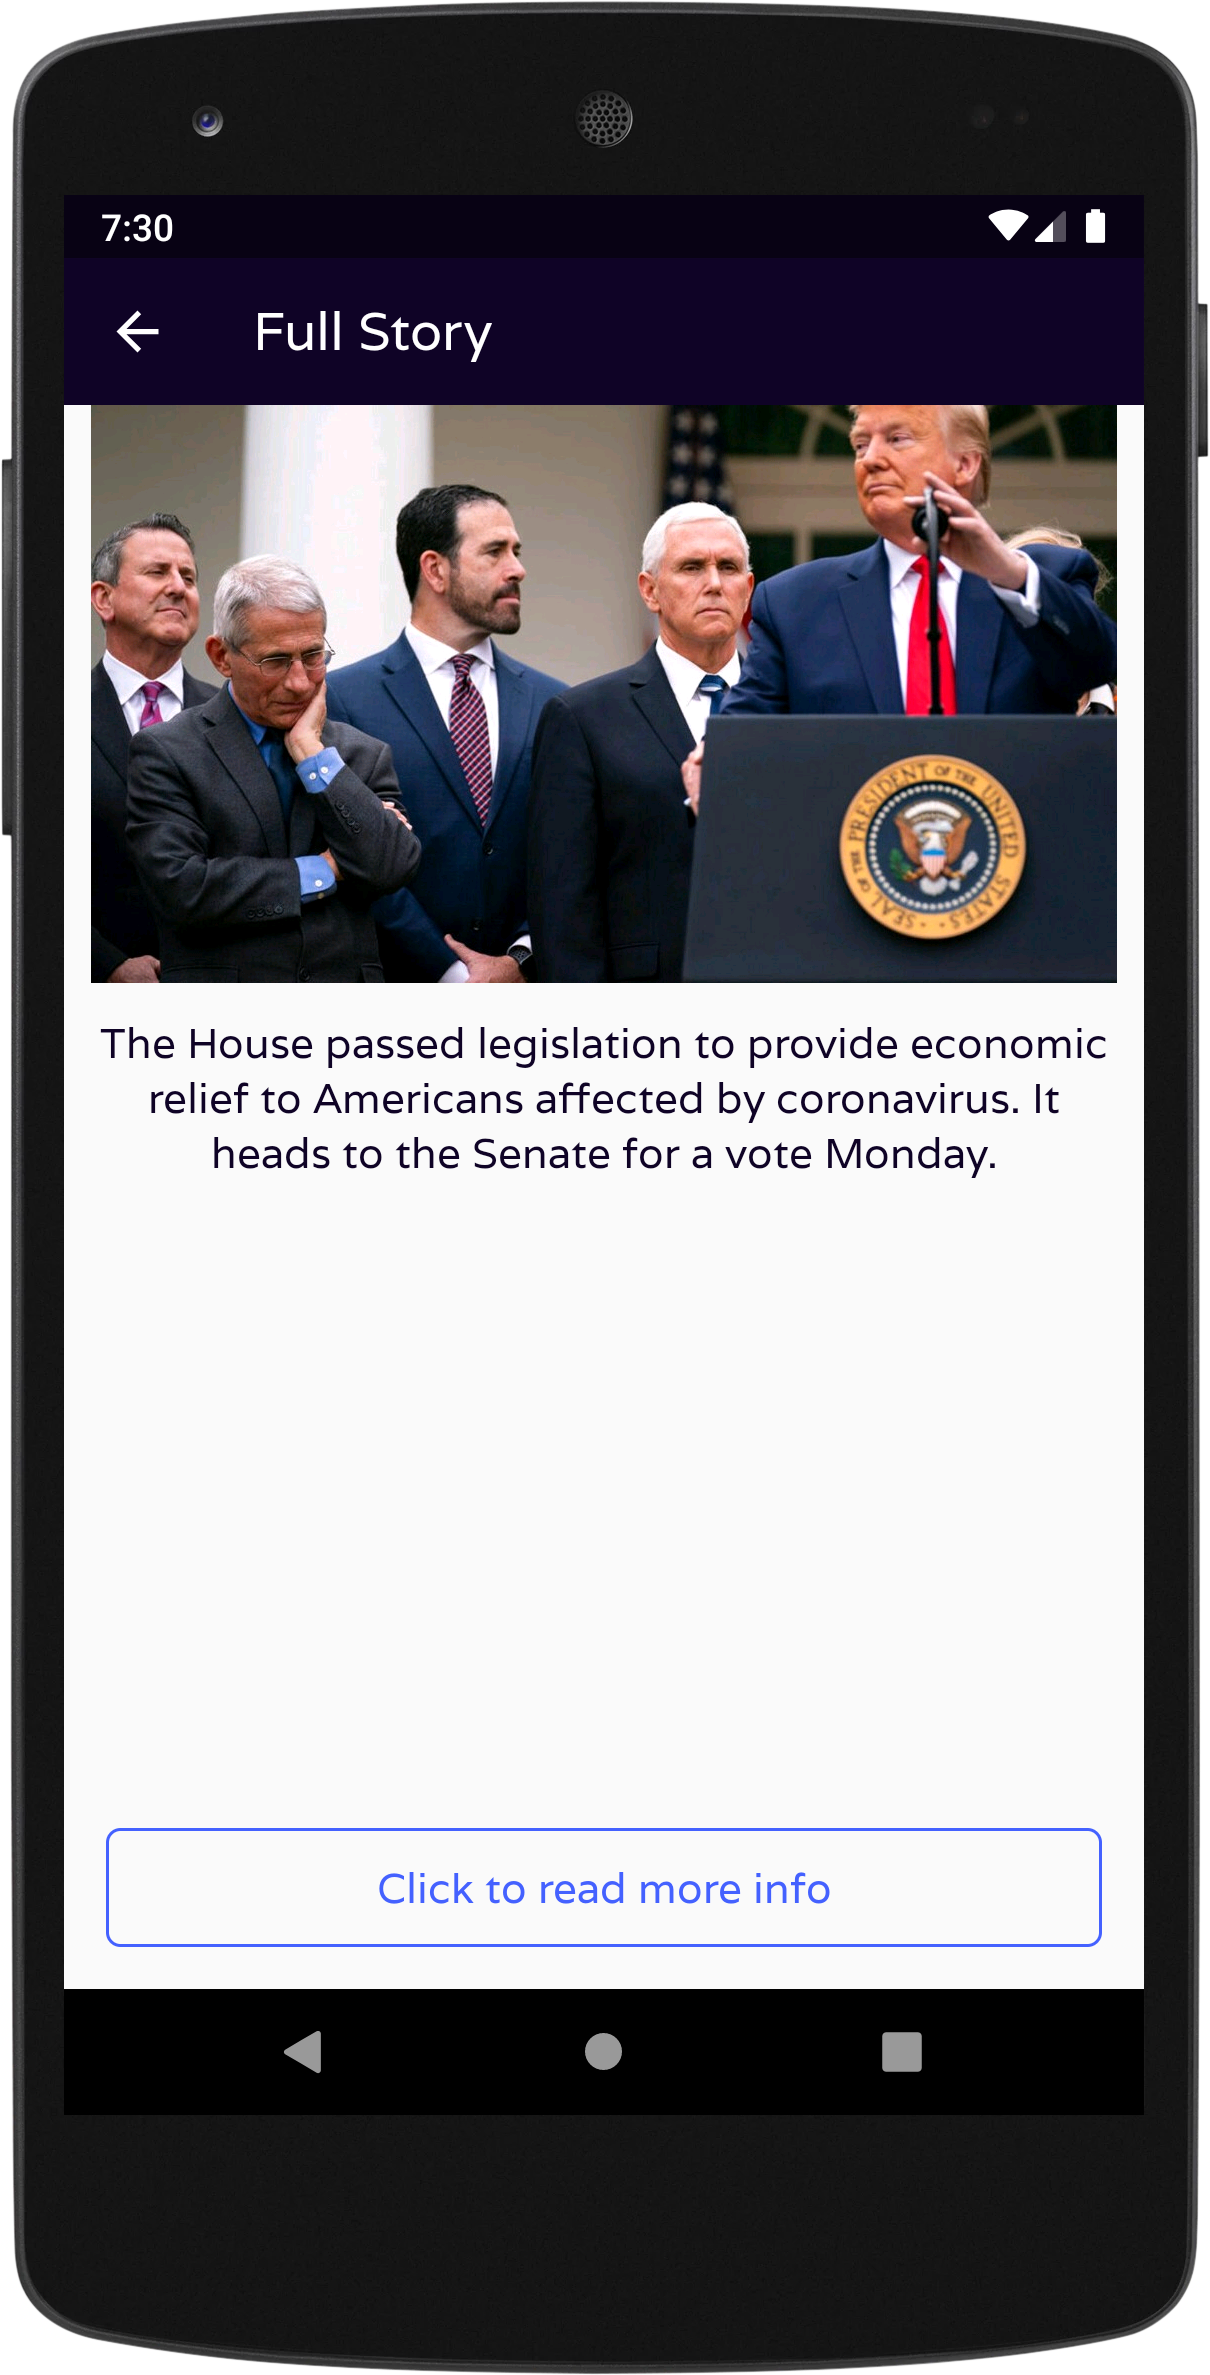 7:30
Full Story
SEAL OF THE PRESIDENT OF THE UNITED STATES
The House passed legislation to provide economic
relief to Americans affected by coronavirus. It
heads to the Senate for a vote Monday.
Click to read more info